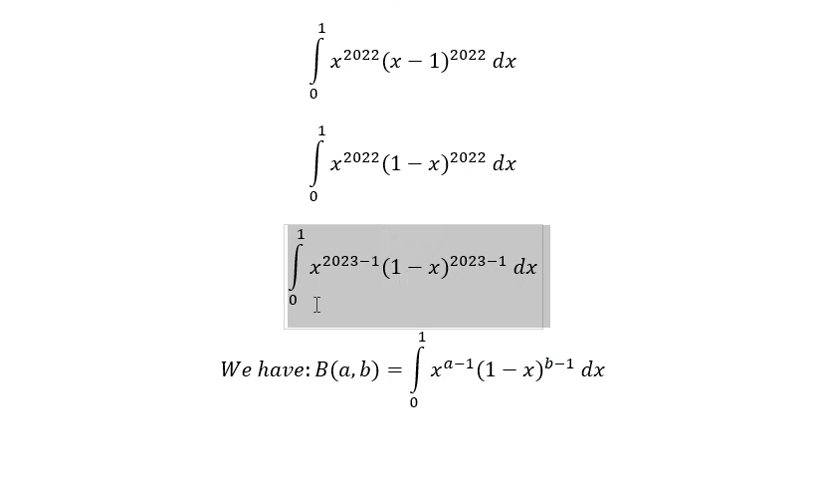 ∫₀¹ x²⁰²²(x − 1)²⁰²² dx
∫₀¹ x²⁰²²(1 − x)²⁰²² dx
∫₀¹ x²⁰²³⁻¹(1 − x)²⁰²³⁻¹ dx
We have: B(a, b) = ∫₀¹ x^{a−1}(1 − x)^{b−1} dx